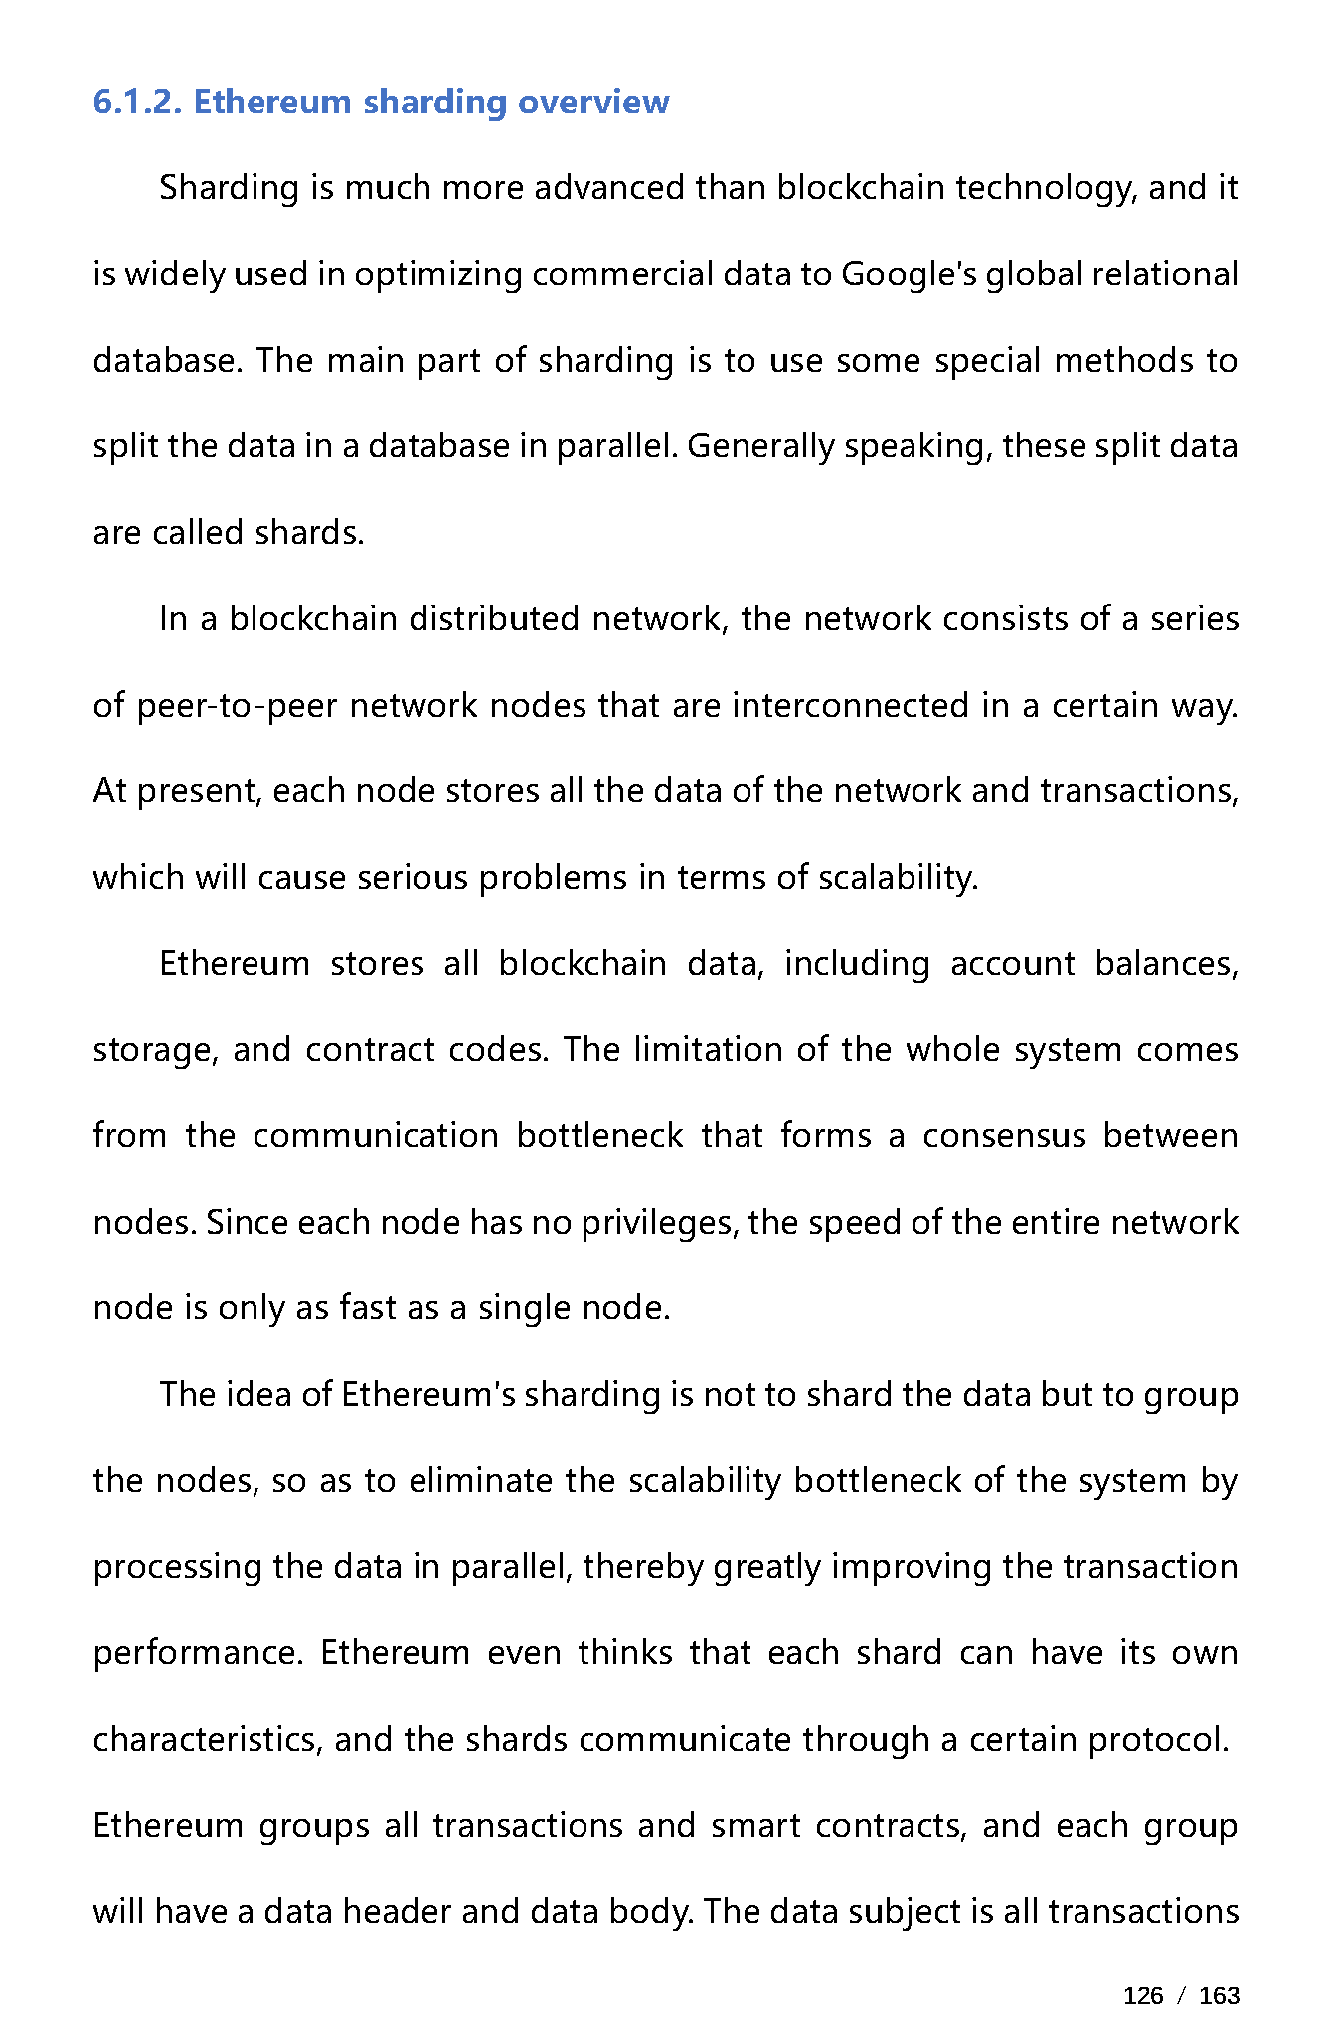 6.1.2. Ethereum sharding overview
Sharding is much more advanced than blockchain technology, and it
is widely used in optimizing commercial data to Google's global relational
database. The main part of sharding is to use some special methods to
split the data in a database in parallel. Generally speaking, these split data
are called shards.
In a blockchain distributed network, the network consists of a series
of peer-to-peer network nodes that are interconnected in a certain way.
At present, each node stores all the data of the network and transactions,
which will cause serious problems in terms of scalability.
Ethereum stores all blockchain data, including account balances,
storage, and contract codes. The limitation of the whole system comes
from the communication bottleneck that forms a consensus between
nodes. Since each node has no privileges, the speed of the entire network
node is only as fast as a single node.
The idea of Ethereum's sharding is not to shard the data but to group
the nodes, so as to eliminate the scalability bottleneck of the system by
processing the data in parallel, thereby greatly improving the transaction
performance. Ethereum even thinks that each shard can have its own
characteristics, and the shards communicate through a certain protocol.
Ethereum groups all transactions and smart contracts, and each group
will have a data header and data body. The data subject is all transactions
126 / 163